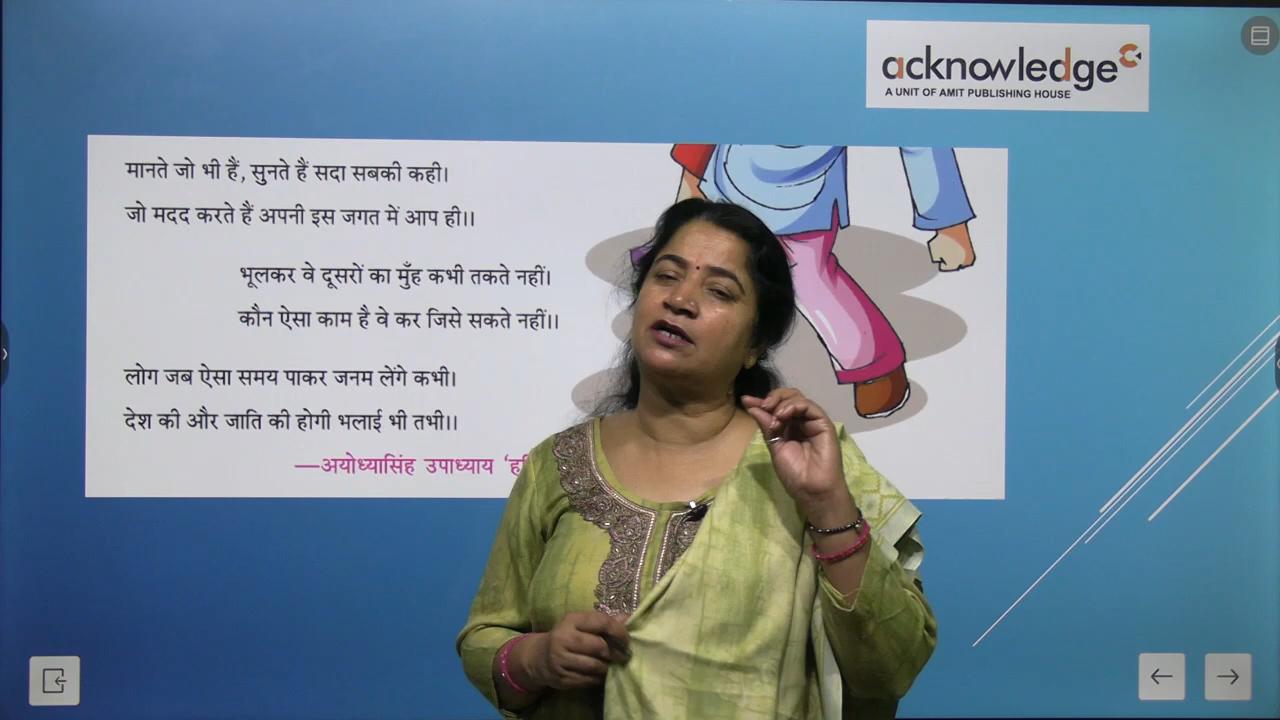 acknowledge
A UNIT OF AMIT PUBLISHING HOUSE
मानते जो भी हैं, सुनते हैं सदा सबकी कही।
जो मदद करते हैं अपनी इस जगत में आप ही।।
भूलकर वे दूसरों का मुँह कभी तकते नहीं।
कौन ऐसा काम है वे कर जिसे सकते नहीं।।
लोग जब ऐसा समय पाकर जनम लेंगे कभी।
देश की और जाति की होगी भलाई भी तभी।।
—अयोध्यासिंह उपाध्याय